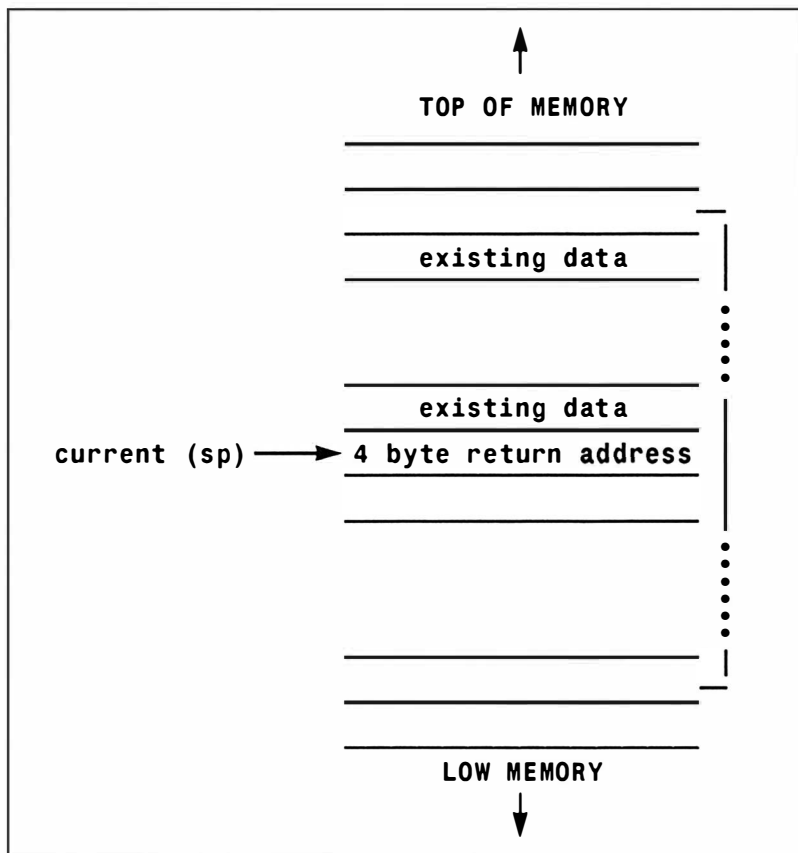 TOP OF MEMORY
existing data
existing data
current (sp)
4 byte return address
LOW MEMORY